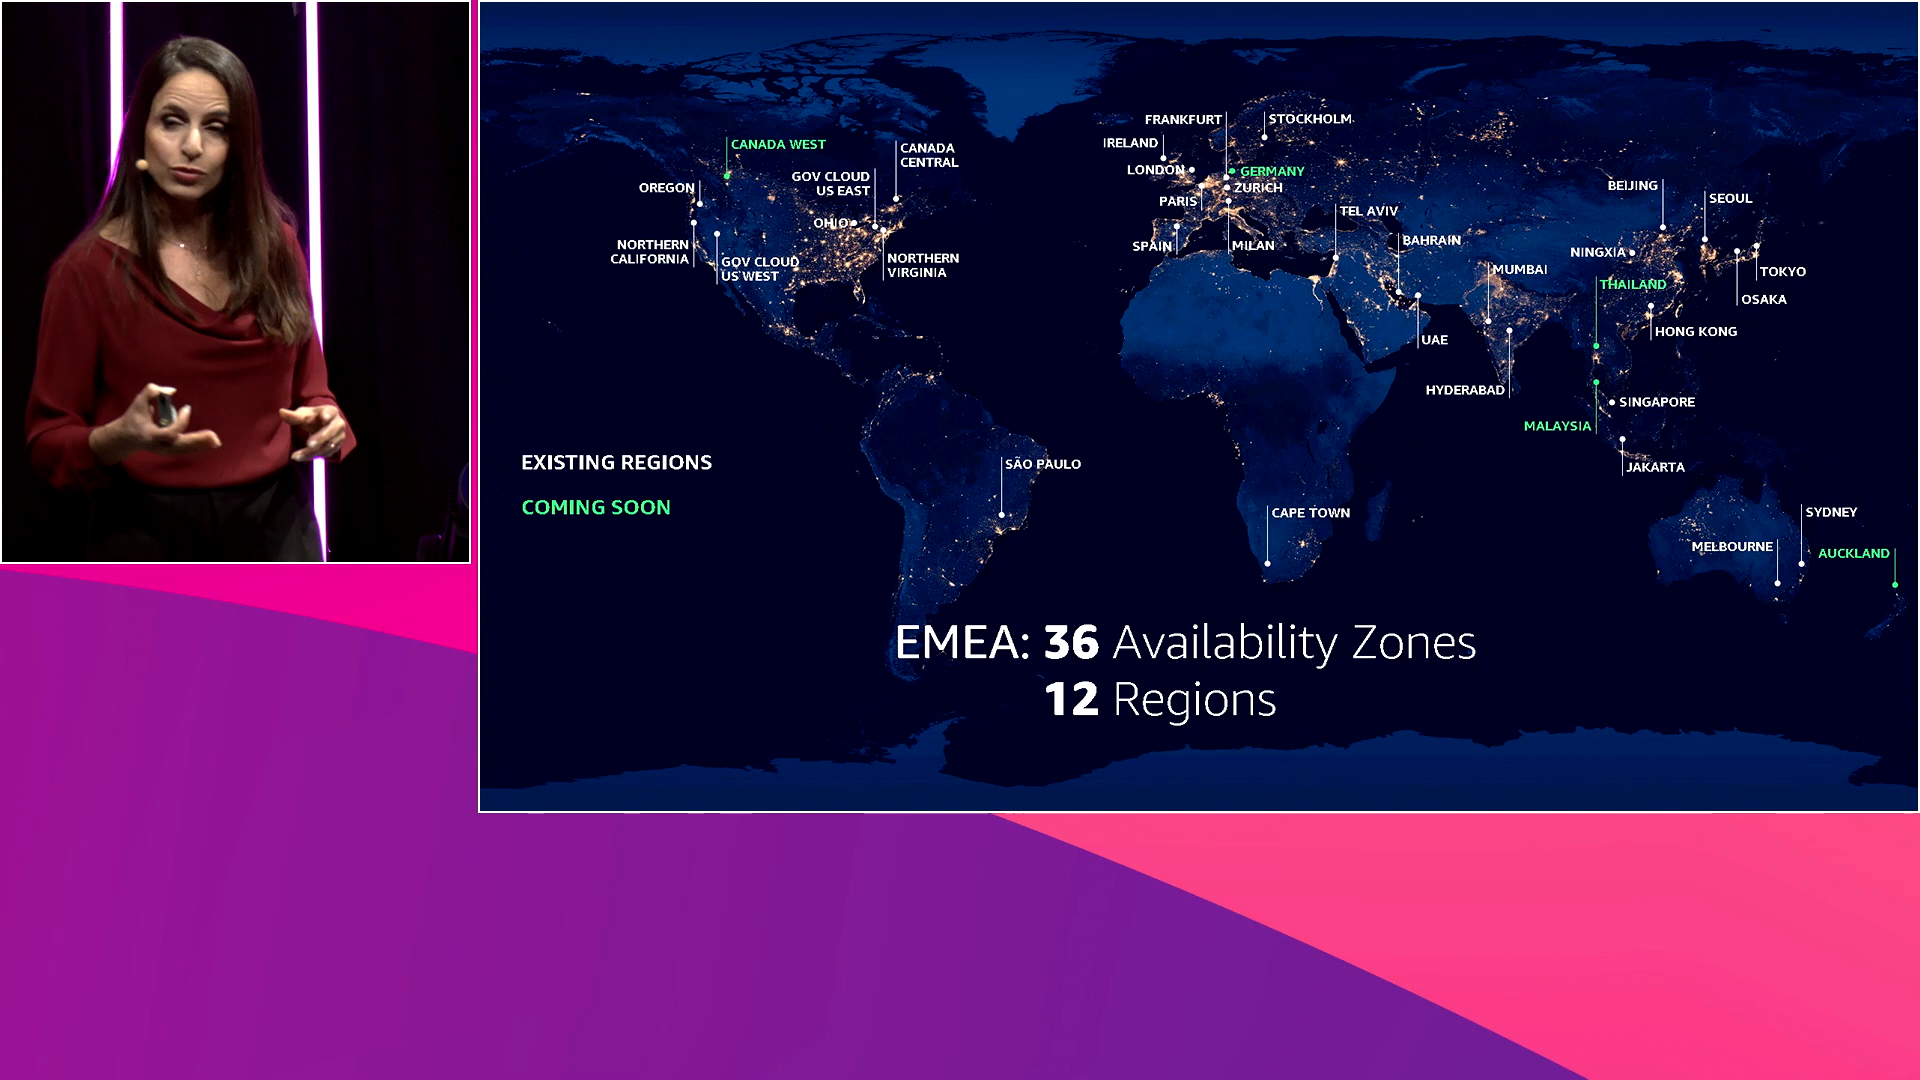 FRANKFURT
STOCKHOLM
IRELAND
CANADA WEST
CANADA
CENTRAL
LONDON
GERMANY
GOV CLOUD
US EAST
OREGON
ZURICH
BEIJING
SEOUL
PARIS
TEL AVIV
OHIO
NORTHERN
CALIFORNIA
SPAIN
MILAN
BAHRAIN
NINGXIA
GOV CLOUD
US WEST
NORTHERN
VIRGINIA
MUMBAI
TOKYO
THAILAND
OSAKA
HONG KONG
UAE
HYDERABAD
SINGAPORE
MALAYSIA
EXISTING REGIONS
SÃO PAULO
JAKARTA
COMING SOON
CAPE TOWN
SYDNEY
MELBOURNE
AUCKLAND
EMEA: 36 Availability Zones
12 Regions